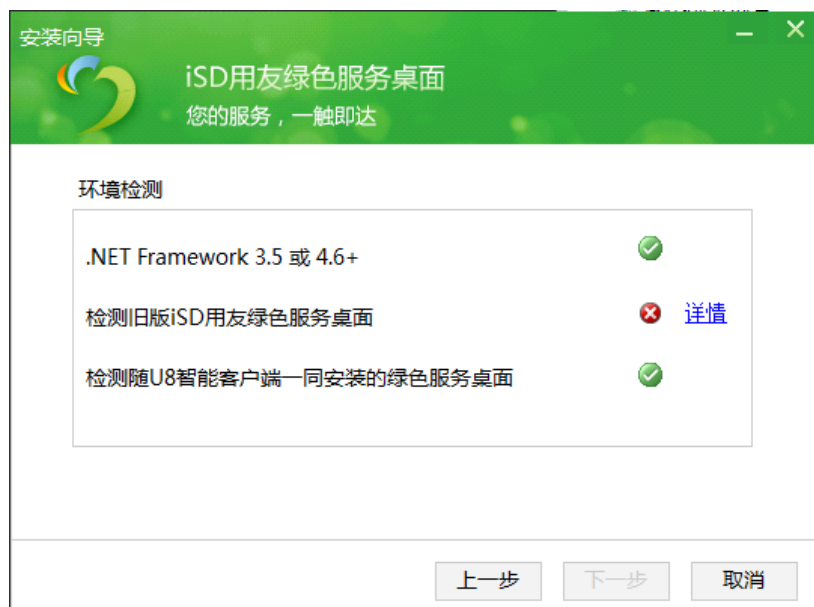 安装向导
iSD用友绿色服务桌面
您的服务，一触即达
环境检测
.NET Framework 3.5 或 4.6+
检测旧版iSD用友绿色服务桌面 详情
检测随U8智能客户端一同安装的绿色服务桌面
上一步 下一步 取消